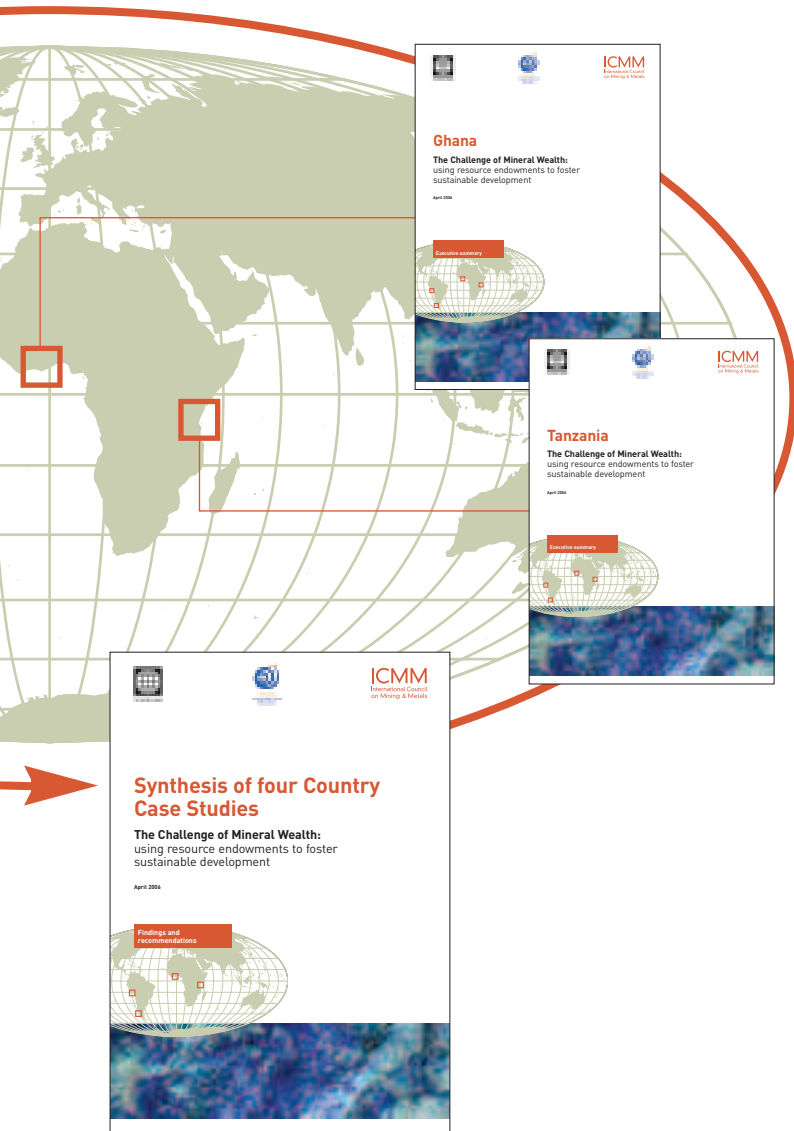 ICMM
International Council
on Mining & Metals
Ghana
The Challenge of Mineral Wealth:
using resource endowments to foster
sustainable development
April 2006
Executive summary
ICMM
International Council
on Mining & Metals
Tanzania
The Challenge of Mineral Wealth:
using resource endowments to foster
sustainable development
April 2006
Executive summary
ICMM
International Council
on Mining & Metals
Synthesis of four Country
Case Studies
The Challenge of Mineral Wealth:
using resource endowments to foster
sustainable development
April 2006
Findings and
recommendations